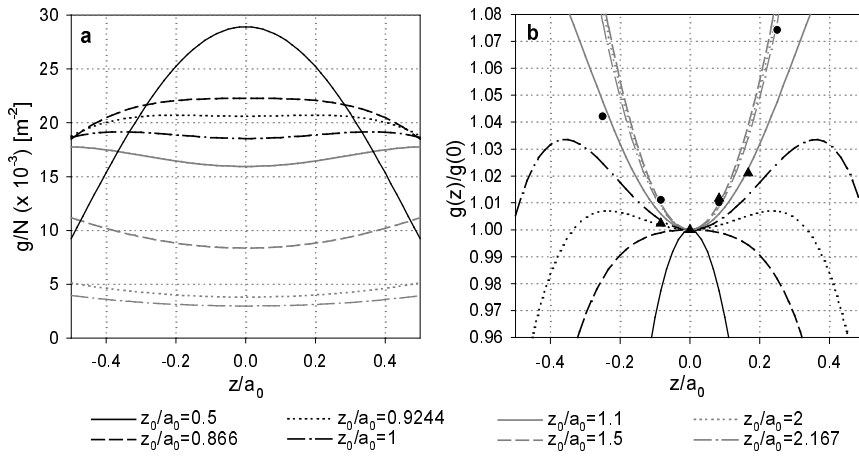 a
g/N (x 10⁻³) [m⁻²]
30
25
20
15
10
5
0
-0.4 -0.2 0.0 0.2 0.4
z/a₀
b
g(z)/g(0)
1.08
1.07
1.06
1.05
1.04
1.03
1.02
1.01
1.00
0.99
0.98
0.97
0.96
-0.4 -0.2 0.0 0.2 0.4
z/a₀
z₀/a₀=0.5 z₀/a₀=0.9244 z₀/a₀=1.1 z₀/a₀=2
z₀/a₀=0.866 z₀/a₀=1 z₀/a₀=1.5 z₀/a₀=2.167